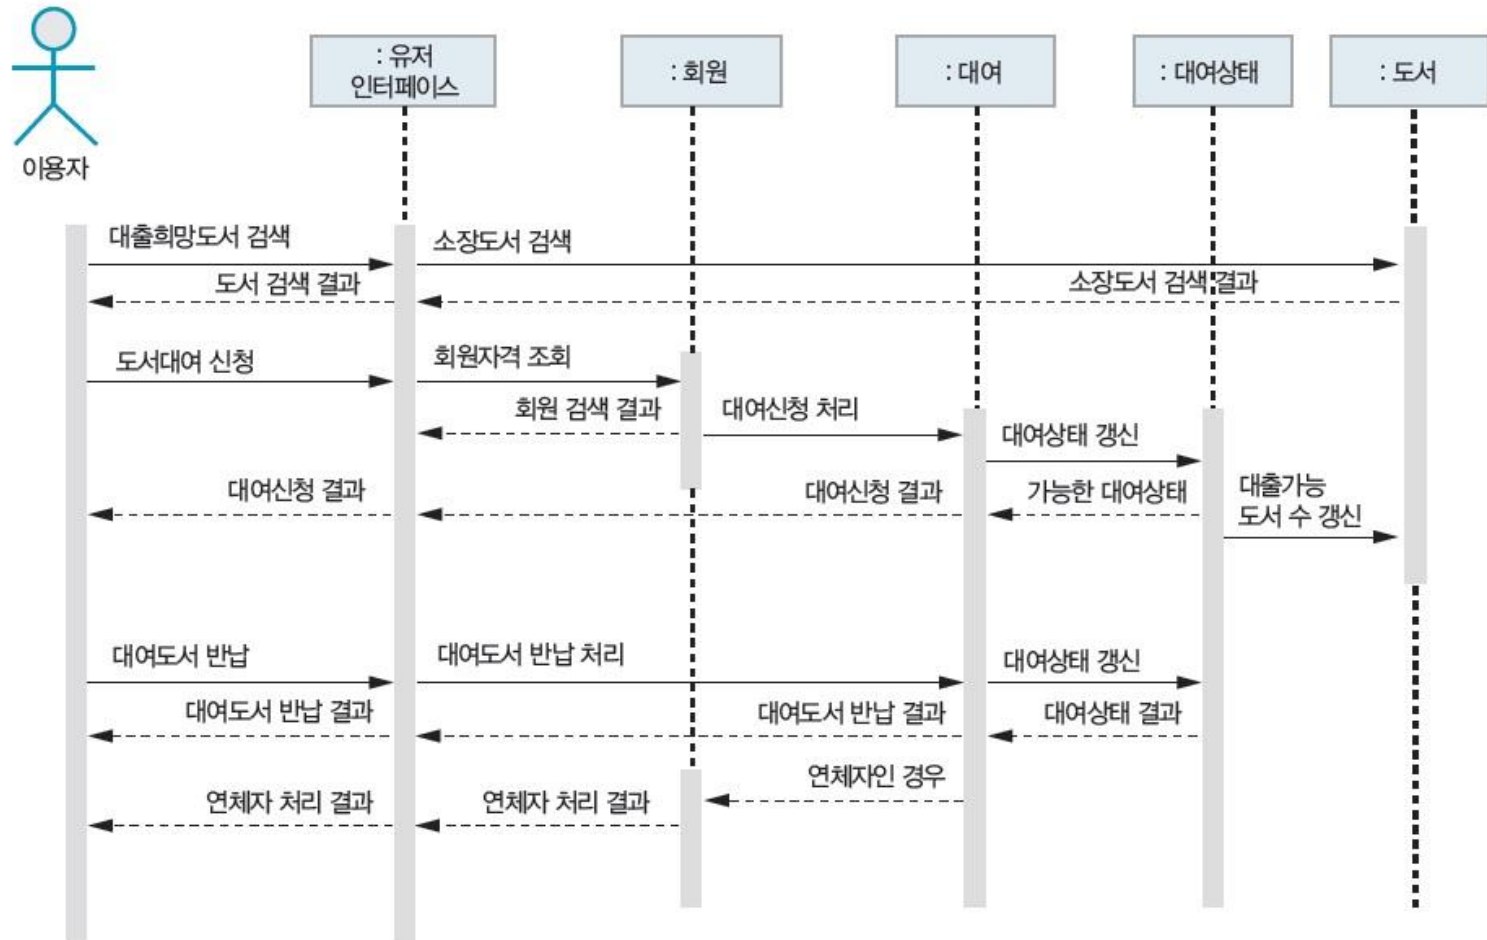 : 유저
인터페이스
: 회원
: 대여
: 대여상태
: 도서
이용자
대출희망도서 검색
소장도서 검색
도서 검색 결과
소장도서 검색 결과
도서대여 신청
회원자격 조회
회원 검색 결과
대여신청 처리
대여상태 갱신
대여신청 결과
대여신청 결과
가능한 대여상태
대출가능
도서 수 갱신
대여도서 반납
대여도서 반납 처리
대여상태 갱신
대여도서 반납 결과
대여도서 반납 결과
대여상태 결과
연체자인 경우
연체자 처리 결과
연체자 처리 결과